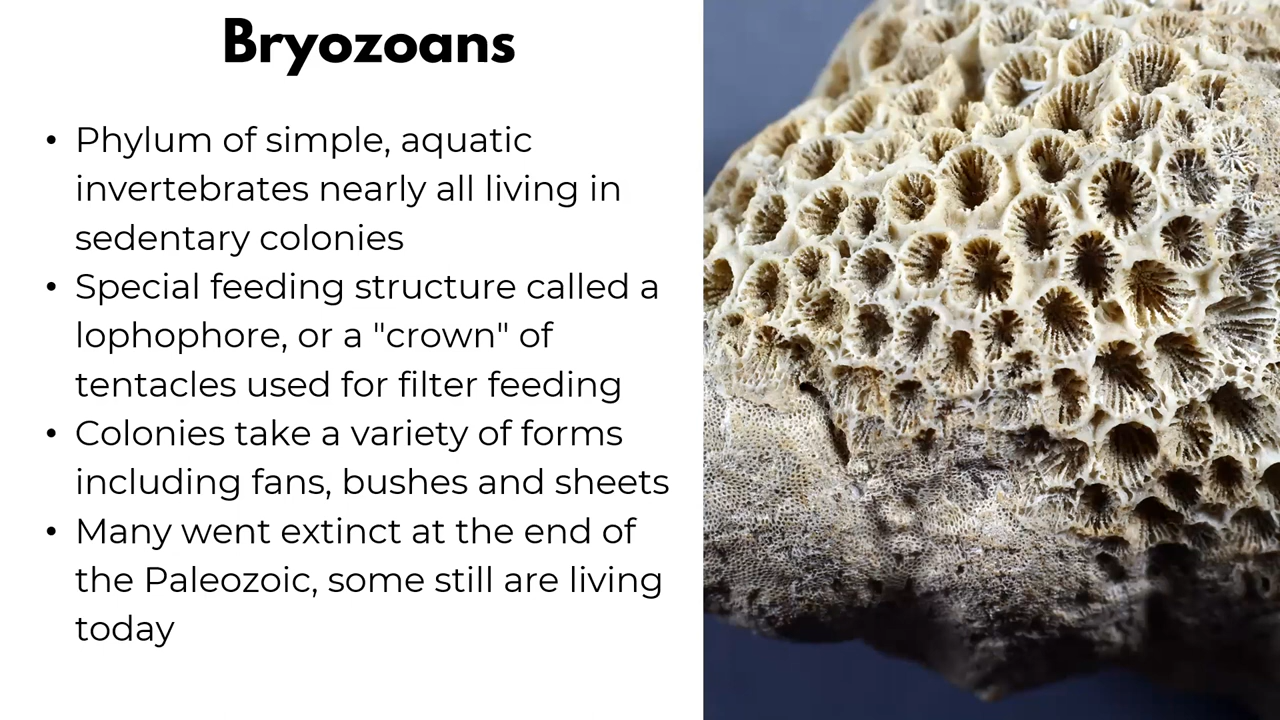 Bryozoans
• Phylum of simple, aquatic
invertebrates nearly all living in
sedentary colonies
• Special feeding structure called a
lophophore, or a "crown" of
tentacles used for filter feeding
• Colonies take a variety of forms
including fans, bushes and sheets
• Many went extinct at the end of
the Paleozoic, some still are living
today